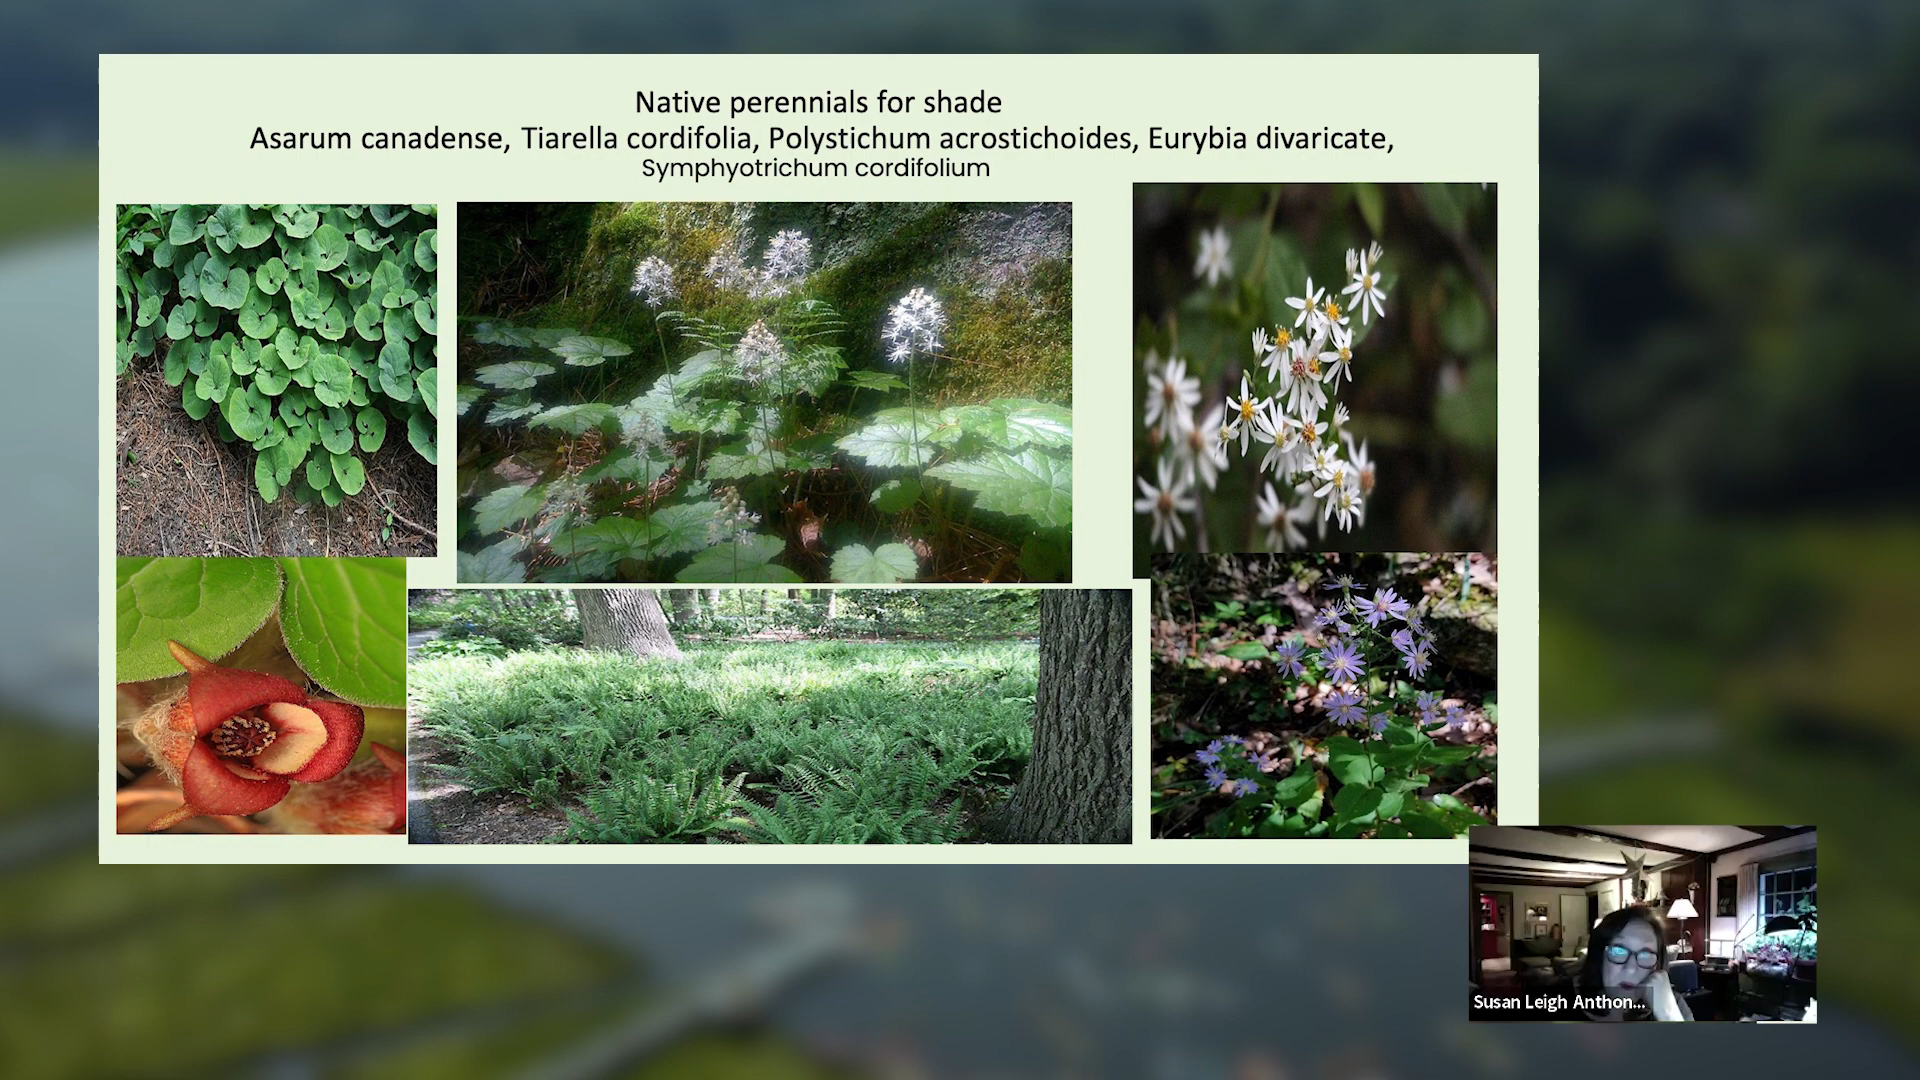 Native perennials for shade
Asarum canadense, Tiarella cordifolia, Polystichum acrostichoides, Eurybia divaricate,
Symphyotrichum cordifolium
Susan Leigh Anthon...